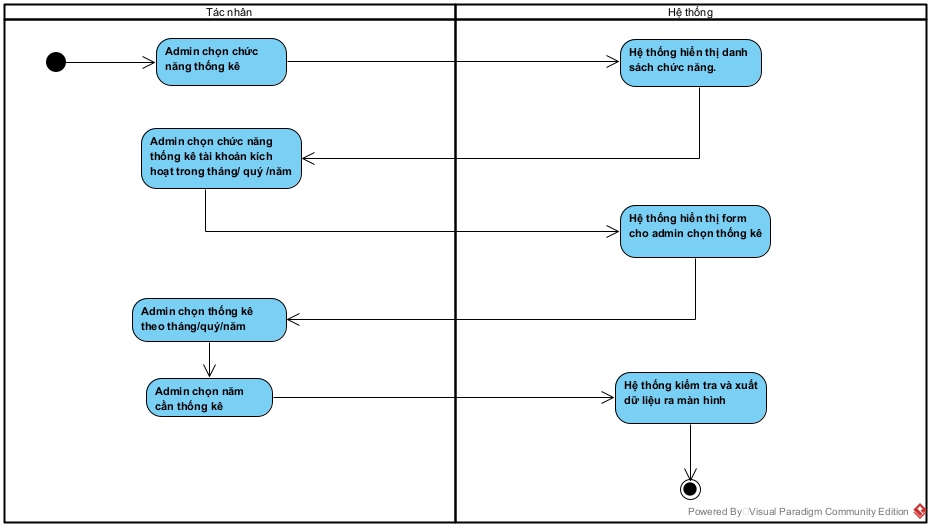 Tác nhân
Hệ thống
Admin chọn chức
năng thống kê
Hệ thống hiển thị danh
sách chức năng.
Admin chọn chức năng
thống kê tài khoản kích
hoạt trong tháng/ quý /năm
Hệ thống hiển thị form
cho admin chọn thống kê
Admin chọn thống kê
theo tháng/quý/năm
Admin chọn năm
cần thống kê
Hệ thống kiểm tra và xuất
dữ liệu ra màn hình
Powered By Visual Paradigm Community Edition